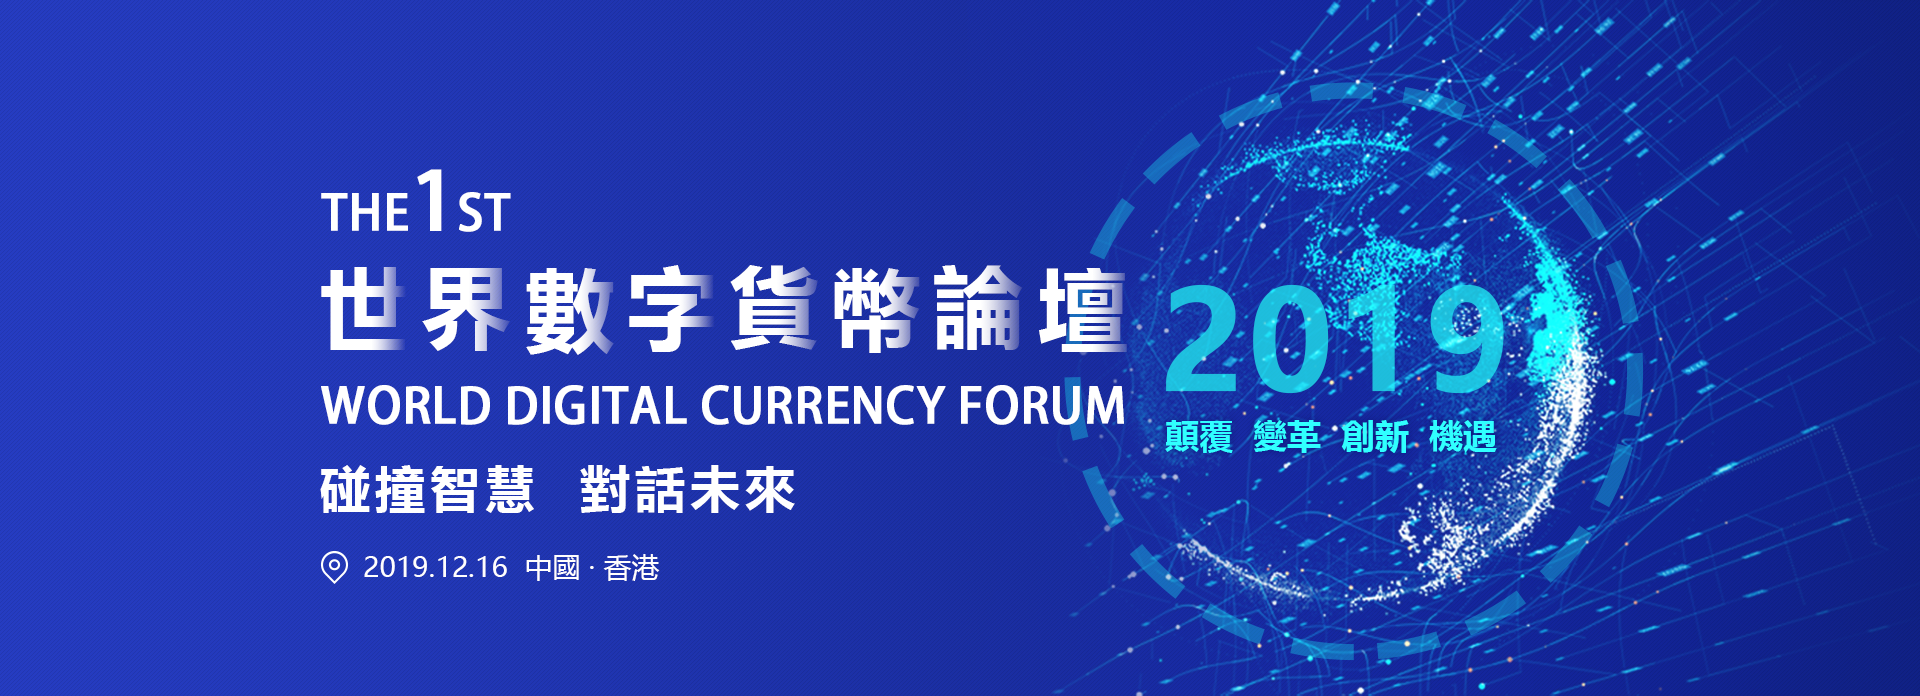 THE 1 ST
世界數字貨幣論壇
WORLD DIGITAL CURRENCY FORUM
碰撞智慧 對話未來
2019.12.16 中國·香港
2019
顛覆 變革 創新 機遇